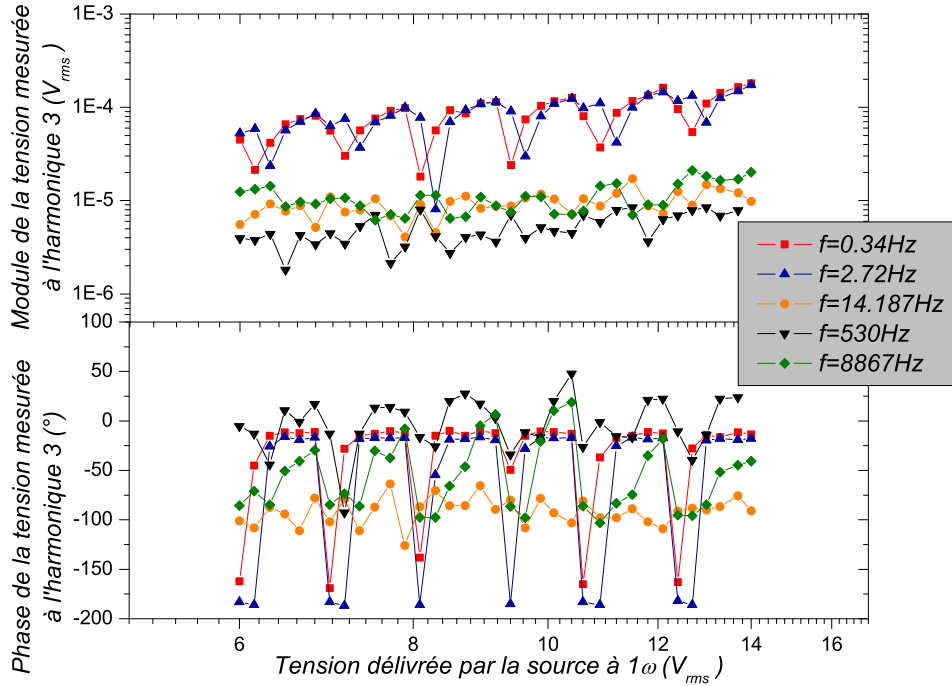 Module de la tension mesurée
à l'harmonique 3 (Vrms)
1E-3
1E-4
1E-5
1E-6
f=0.34Hz
f=2.72Hz
f=14.187Hz
f=530Hz
f=8867Hz
Phase de la tension mesurée
à l'harmonique 3 (°)
100
50
0
-50
-100
-150
-200
6 8 10 12 14 16
Tension délivrée par la source à 1ω (Vrms)